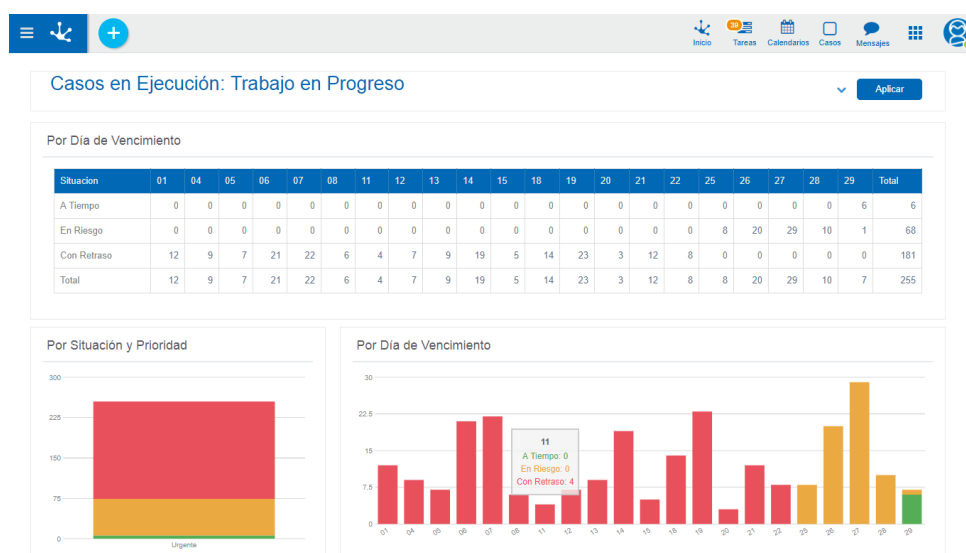 39
Inicio Tareas Calendarios Casos Mensajes
Casos en Ejecución: Trabajo en Progreso
Aplicar
Por Día de Vencimiento
Situacion 01 04 05 06 07 08 11 12 13 14 15 18 19 20 21 22 25 26 27 28 29 Total
A Tiempo 0 0 0 0 0 0 0 0 0 0 0 0 0 0 0 0 0 0 0 0 6 6
En Riesgo 0 0 0 0 0 0 0 0 0 0 0 0 0 0 0 0 8 20 29 10 1 68
Con Retraso 12 9 7 21 22 6 4 7 9 19 5 14 23 3 12 8 0 0 0 0 0 181
Total 12 9 7 21 22 6 4 7 9 19 5 14 23 3 12 8 8 20 29 10 7 255
Por Situación y Prioridad
300
225
150
75
0
Urgente
Por Día de Vencimiento
30
22.5
15
7.5
0
11
A Tiempo: 0
En Riesgo: 0
Con Retraso: 4
01 04 05 06 07 08 11 12 13 14 15 18 19 20 21 22 25 26 27 28 29